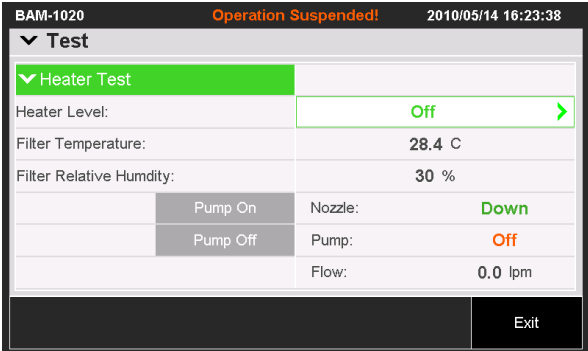 BAM-1020 Operation Suspended! 2010/05/14 16:23:38
Test
Heater Test
Heater Level: Off
Filter Temperature: 28.4 C
Filter Relative Humdity: 30 %
Pump On Nozzle: Down
Pump Off Pump: Off
Flow: 0.0 lpm
Exit